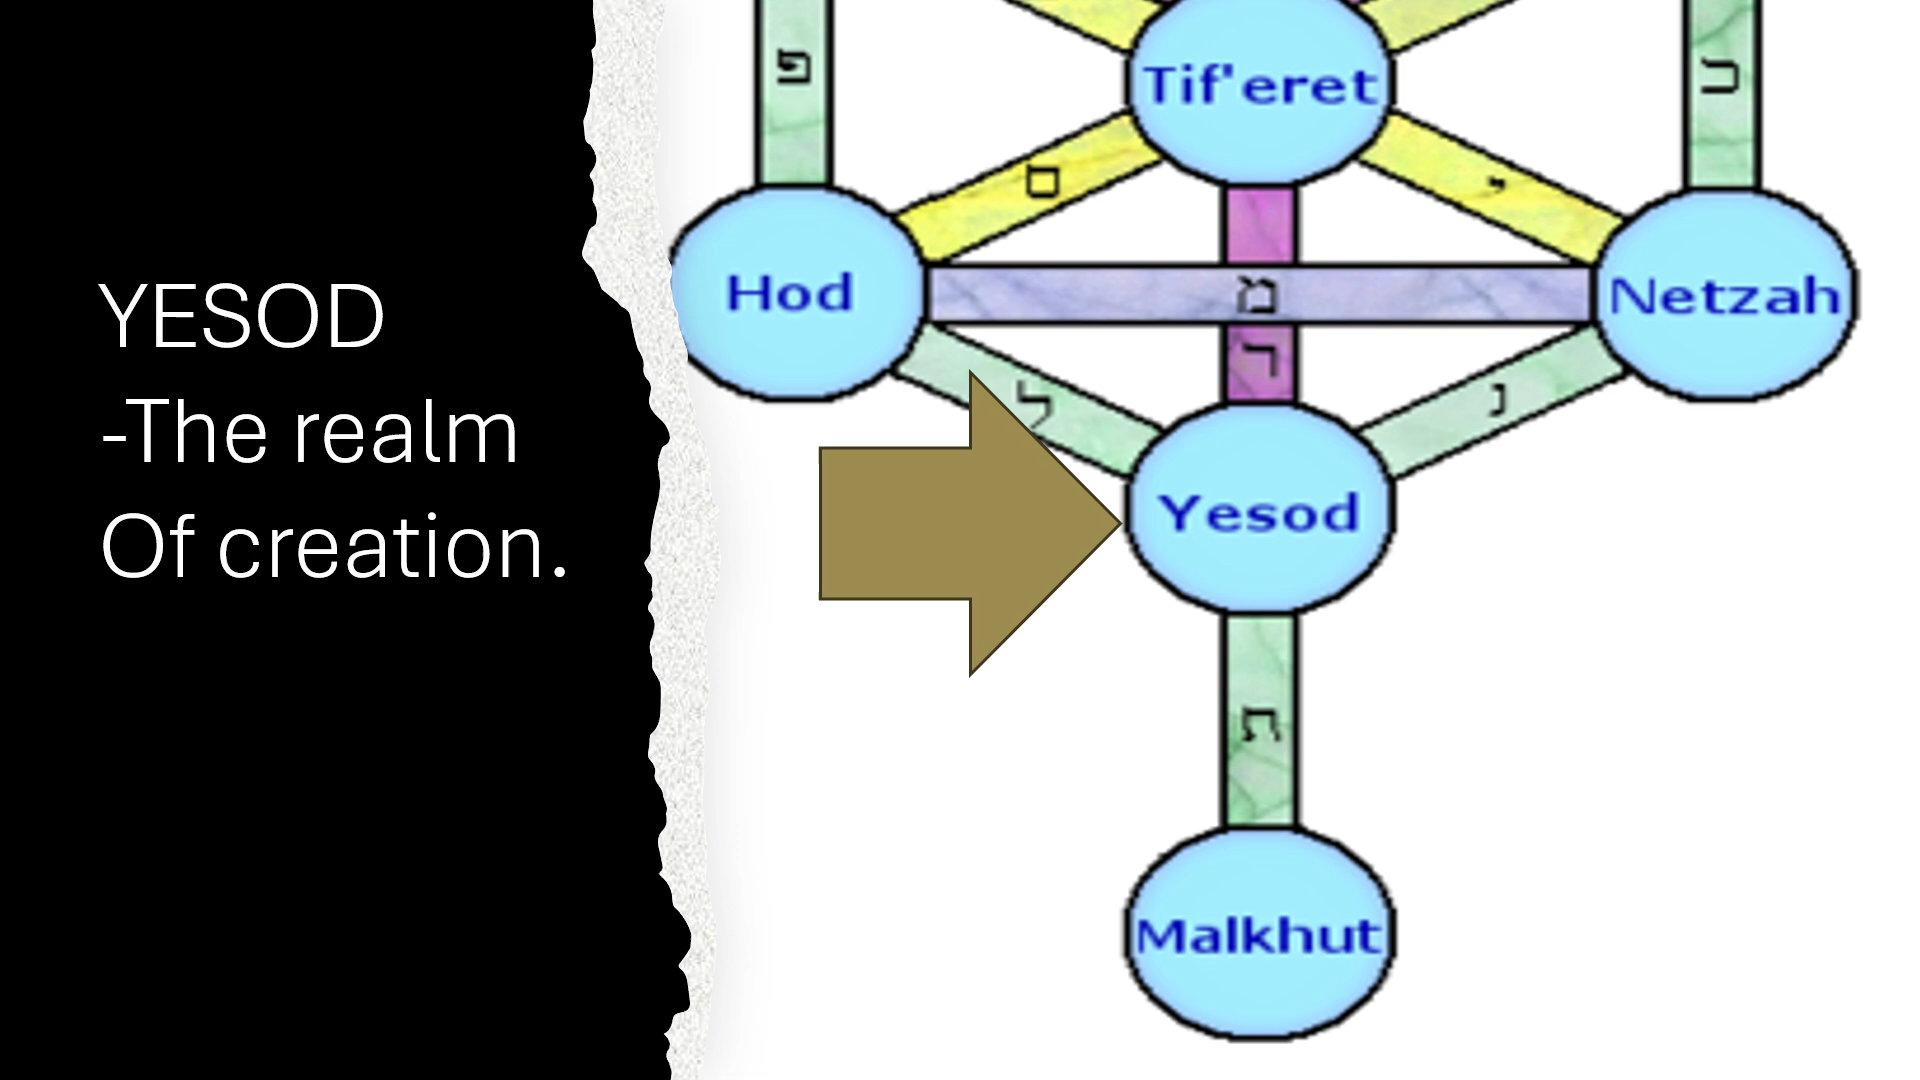 YESOD
-The realm
Of creation.
פ
Tif'eret
כ
ם
י
Hod
מ
Netzah
ר
ל
נ
Yesod
ת
Malkhut